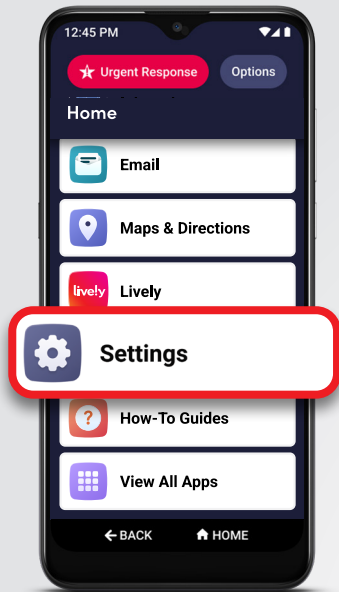 12:45 PM
Urgent Response
Options
Home
Email
Maps & Directions
lively
Lively
Settings
?
How-To Guides
View All Apps
BACK
HOME